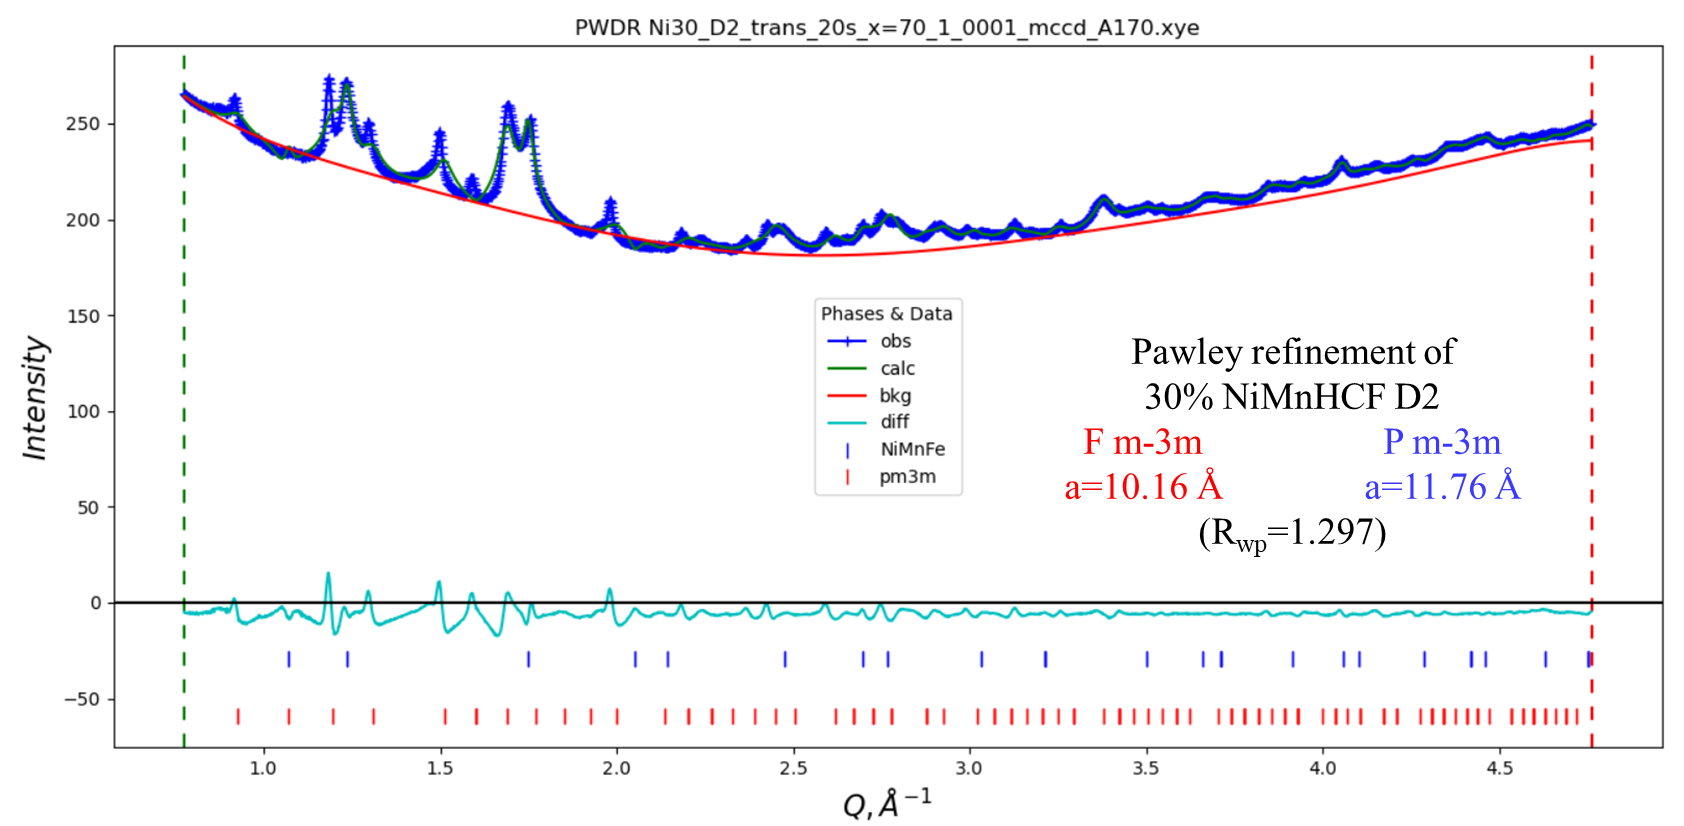 PWDR Ni30_D2_trans_20s_x=70_1_0001_mccd_A170.xye
Intensity
250
200
150
100
50
0
−50
Phases & Data
obs
calc
bkg
diff
NiMnFe
pm3m
Pawley refinement of
30% NiMnHCF D2
F m-3m P m-3m
a=10.16 Å a=11.76 Å
(Rwp=1.297)
1.0 1.5 2.0 2.5 3.0 3.5 4.0 4.5
Q, Å⁻¹